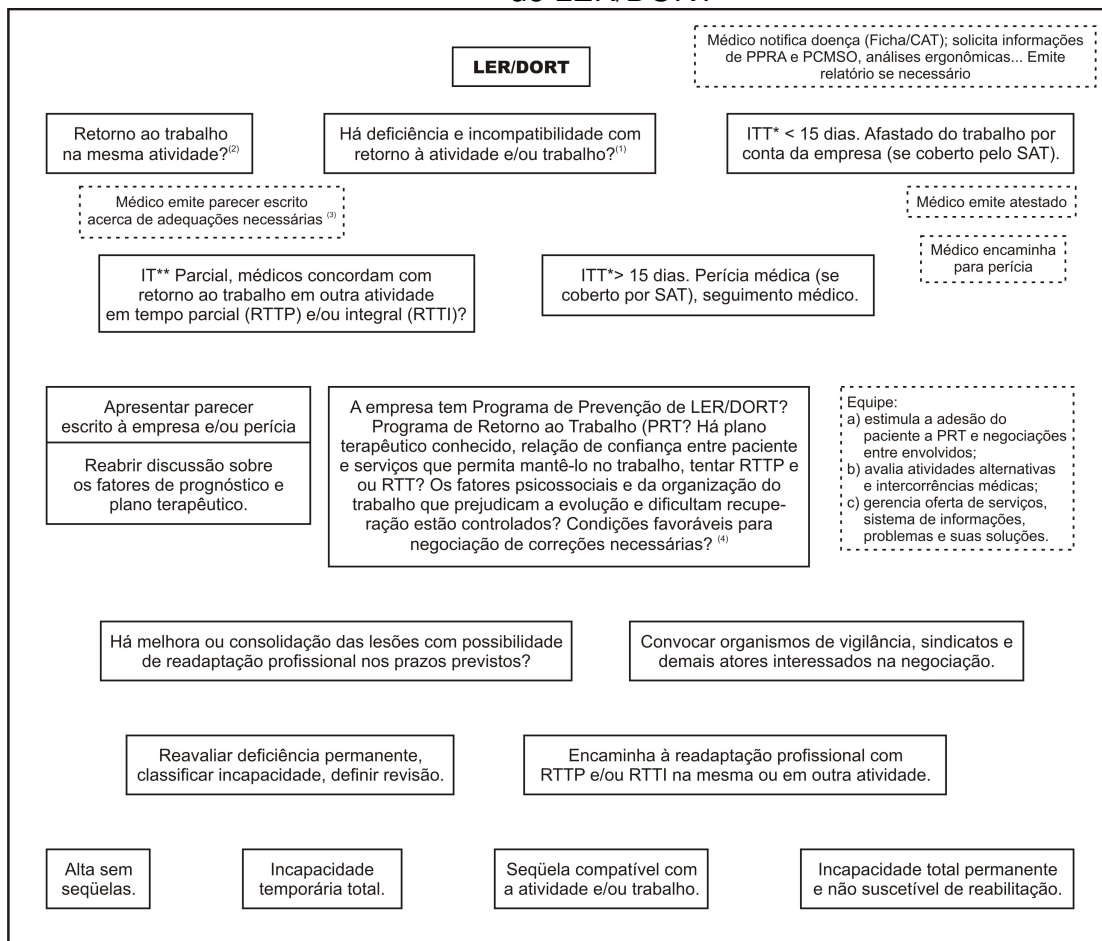 LER/DORT
Médico notifica doença (Ficha/CAT); solicita informações
de PPRA e PCMSO, análises ergonômicas... Emite
relatório se necessário
Retorno ao trabalho
na mesma atividade?(2)
Há deficiência e incompatibilidade com
retorno à atividade e/ou trabalho?(1)
ITT* < 15 dias. Afastado do trabalho por
conta da empresa (se coberto pelo SAT).
Médico emite parecer escrito
acerca de adequações necessárias (3)
Médico emite atestado
Médico encaminha
para perícia
IT** Parcial, médicos concordam com
retorno ao trabalho em outra atividade
em tempo parcial (RTTP) e/ou integral (RTTI)?
ITT*> 15 dias. Perícia médica (se
coberto por SAT), seguimento médico.
Apresentar parecer
escrito à empresa e/ou perícia
Reabrir discussão sobre
os fatores de prognóstico e
plano terapêutico.
A empresa tem Programa de Prevenção de LER/DORT?
Programa de Retorno ao Trabalho (PRT? Há plano
terapêutico conhecido, relação de confiança entre paciente
e serviços que permita mantê-lo no trabalho, tentar RTTP e
ou RTT? Os fatores psicossociais e da organização do
trabalho que prejudicam a evolução e dificultam recupe-
ração estão controlados? Condições favoráveis para
negociação de correções necessárias? (4)
Equipe:
a) estimula a adesão do
paciente a PRT e negociações
entre envolvidos;
b) avalia atividades alternativas
e intercorrências médicas;
c) gerencia oferta de serviços,
sistema de informações,
problemas e suas soluções.
Há melhora ou consolidação das lesões com possibilidade
de readaptação profissional nos prazos previstos?
Convocar organismos de vigilância, sindicatos e
demais atores interessados na negociação.
Reavaliar deficiência permanente,
classificar incapacidade, definir revisão.
Encaminha à readaptação profissional com
RTTP e/ou RTTI na mesma ou em outra atividade.
Alta sem
seqüelas.
Incapacidade
temporária total.
Seqüela compatível com
a atividade e/ou trabalho.
Incapacidade total permanente
e não suscetível de reabilitação.